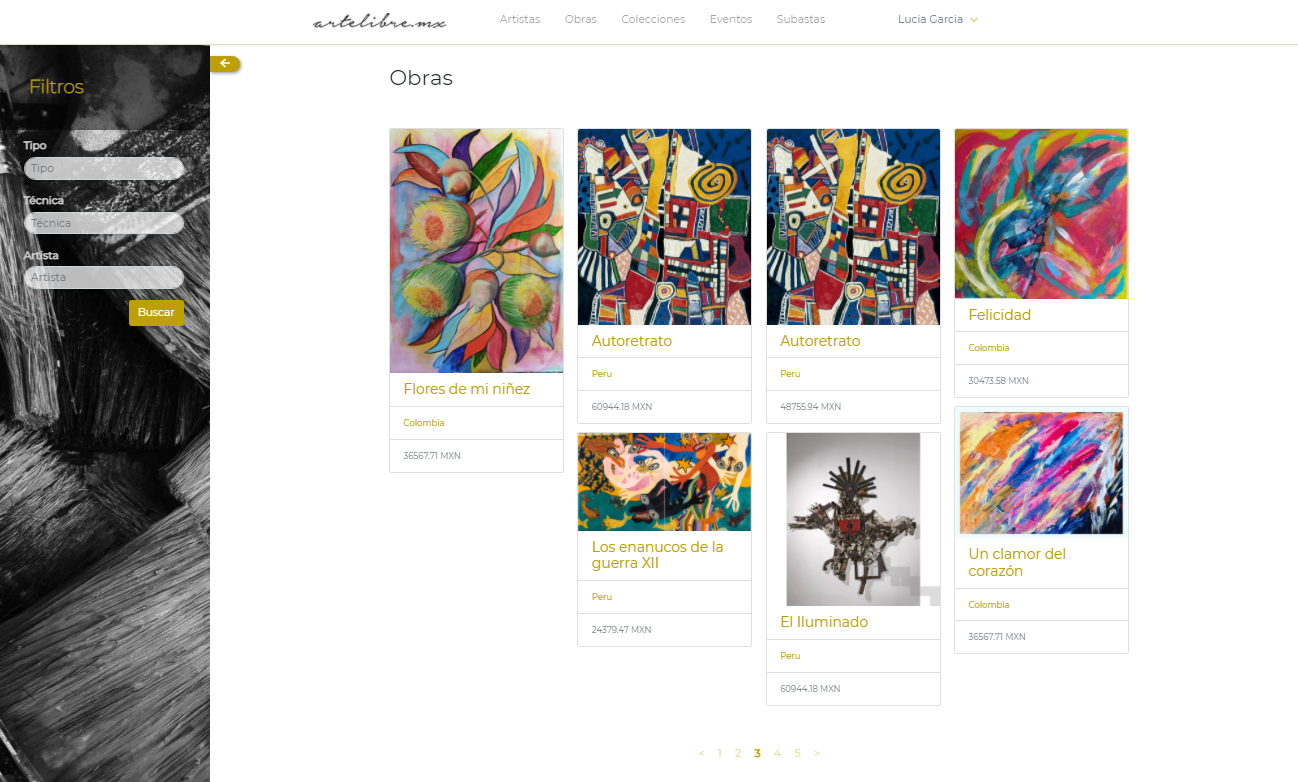 artelibre.mx
Artistas Obras Colecciones Eventos Subastas
Lucia Garcia
Filtros
Tipo
Tipo
Técnica
Técnica
Artista
Artista
Buscar
Obras
Flores de mi niñez
Colombia
36567.71 MXN
Autoretrato
Peru
60944.18 MXN
Los enanucos de la
guerra XII
Peru
24379.47 MXN
Autoretrato
Peru
48755.94 MXN
El Iluminado
Peru
60944.18 MXN
Felicidad
Colombia
30473.58 MXN
Un clamor del
corazón
Colombia
36567.71 MXN
< 1 2 3 4 5 >